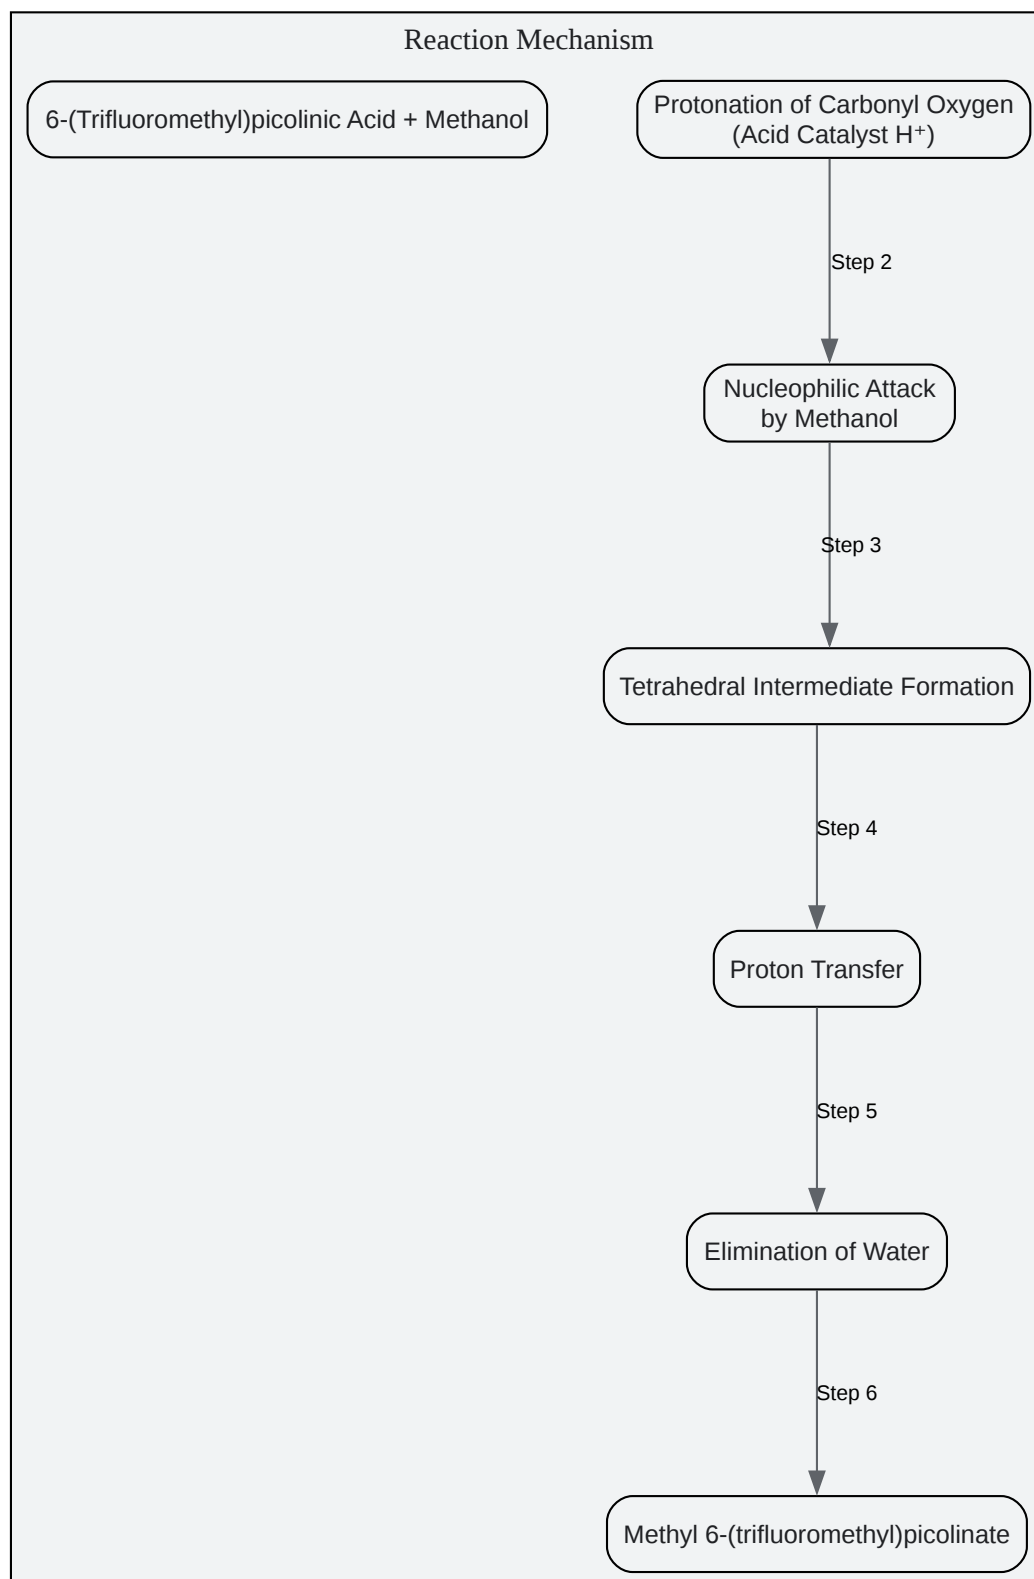 Reaction Mechanism
6-(Trifluoromethyl)picolinic Acid + Methanol
Protonation of Carbonyl Oxygen
(Acid Catalyst H⁺)
Step 2
Nucleophilic Attack
by Methanol
Step 3
Tetrahedral Intermediate Formation
Step 4
Proton Transfer
Step 5
Elimination of Water
Step 6
Methyl 6-(trifluoromethyl)picolinate